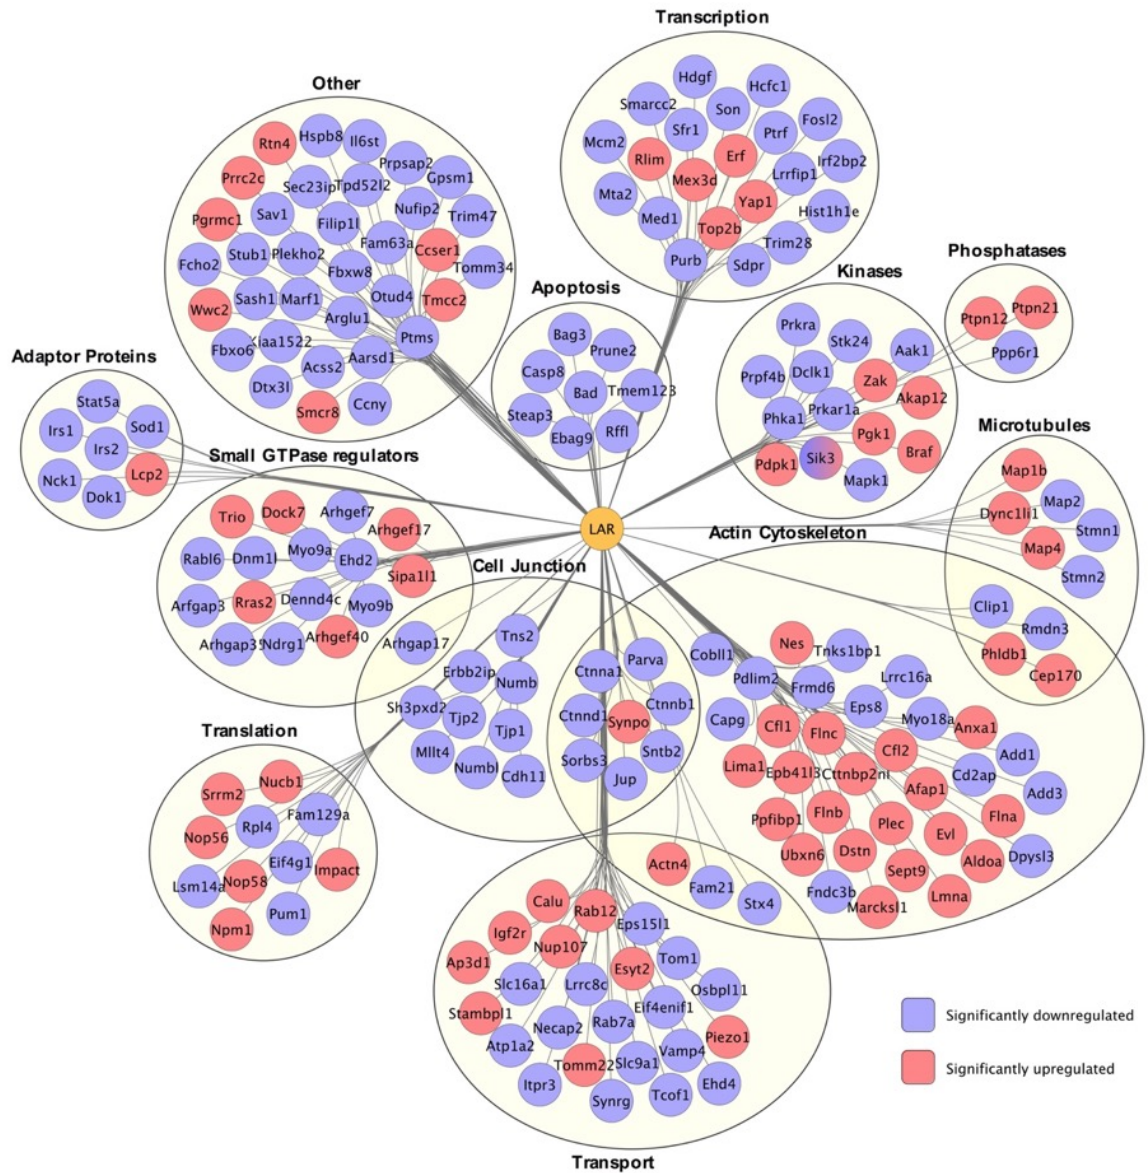 Transcription
Hdgf
Hcfc1
Smarcc2
Son
Fosl2
Sfr1
Ptrf
Mcm2
Erf
Rlim
Irf2bp2
Lrrfip1
Mex3d
Mta2
Yap1
Hist1h1e
Med1
Top2b
Trim28
Purb
Sdpr
Other
Hspb8
Il6st
Rtn4
Prpsap2
Prrc2c
Gpsm1
Sec23ip
Tpd52l2
Nufip2
Pgrmc1
Sav1
Filip1l
Trim47
Fam63a
Ccser1
Stub1
Plekho2
Fcho2
Fbxw8
Tomm34
Sash1
Marf1
Otud4
Tmcc2
Wwc2
Arglu1
Ptms
Kiaa1522
Fbxo6
Aarsd1
Acss2
Dtx3l
Smcr8
Ccny
Apoptosis
Bag3
Prune2
Casp8
Bad
Tmem123
Steap3
Ebag9
Rffl
Kinases
Prkra
Stk24
Aak1
Prpf4b
Dclk1
Zak
Akap12
Phka1
Prkar1a
Pgk1
Braf
Pdpk1
Sik3
Mapk1
Phosphatases
Ptpn21
Ptpn12
Ppp6r1
Adaptor Proteins
Stat5a
Irs1
Sod1
Irs2
Nck1
Lcp2
Dok1
Small GTPase regulators
Trio
Dock7
Arhgef7
Arhgef17
Rabl6
Dnm1l
Myo9a
Ehd2
Sipa1l1
Arfgap3
Rras2
Dennd4c
Myo9b
Arhgap35
Ndrg1
Arhgef40
Arhgap17
LAR
Microtubules
Map1b
Map2
Dync1li1
Stmn1
Map4
Stmn2
Clip1
Rmdn3
Phldb1
Cep170
Cell Junction
Tns2
Erbb2ip
Numb
Sh3pxd2
Tjp2
Tjp1
Mllt4
Numbl
Cdh11
Ctnna1
Parva
Ctnnd1
Synpo
Ctnnb1
Sorbs3
Sntb2
Jup
Actin Cytoskeleton
Cobll1
Nes
Tnks1bp1
Pdlim2
Frmd6
Lrrc16a
Capg
Eps8
Myo18a
Anxa1
Cfl1
Flnc
Cfl2
Add1
Lima1
Epb41l3
Cttnbp2nl
Cd2ap
Afap1
Add3
Ppfibp1
Flnb
Plec
Evl
Flna
Ubxn6
Dstn
Sept9
Aldoa
Dpysl3
Fndc3b
Marcksl1
Lmna
Translation
Nucb1
Srrm2
Fam129a
Nop56
Rpl4
Eif4g1
Impact
Lsm14a
Nop58
Pum1
Npm1
Actn4
Fam21
Stx4
Calu
Rab12
Eps15l1
Igf2r
Nup107
Ap3d1
Esyt2
Tom1
Slc16a1
Lrrc8c
Osbpl11
Stambpl1
Necap2
Rab7a
Eif4enif1
Atp1a2
Piezo1
Tomm22
Slc9a1
Vamp4
Itpr3
Synrg
Tcof1
Ehd4
Transport
Significantly downregulated
Significantly upregulated